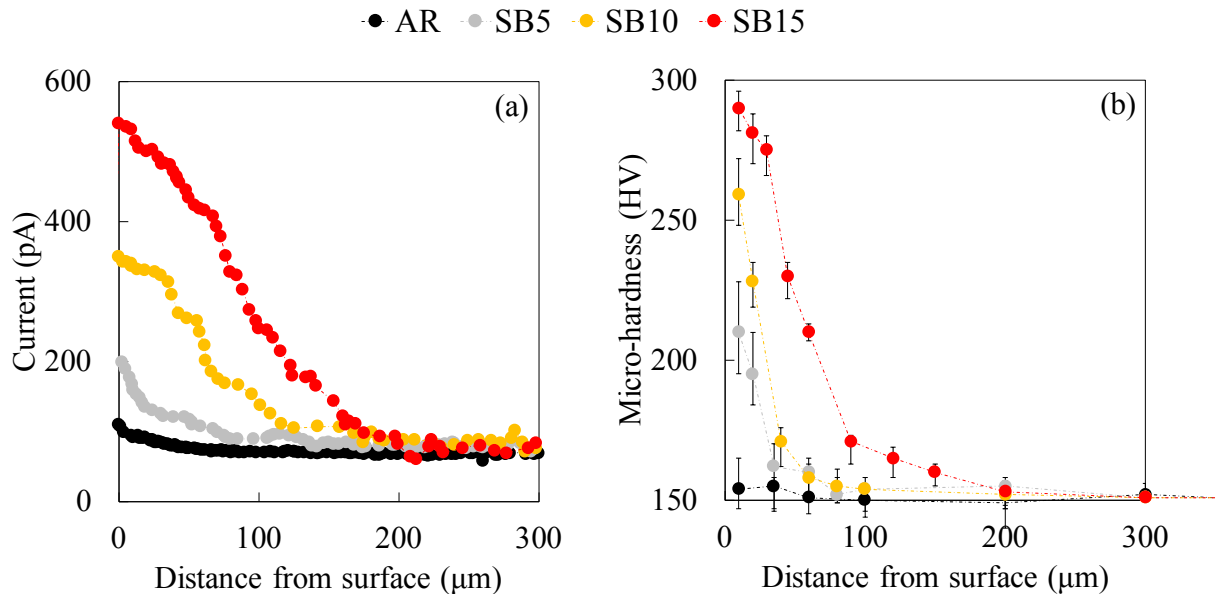 AR SB5 SB10 SB15
(a)
600
400
200
0
Current (pA)
0 100 200 300
Distance from surface (μm)
(b)
300
250
200
150
Micro-hardness (HV)
0 100 200 300
Distance from surface (μm)